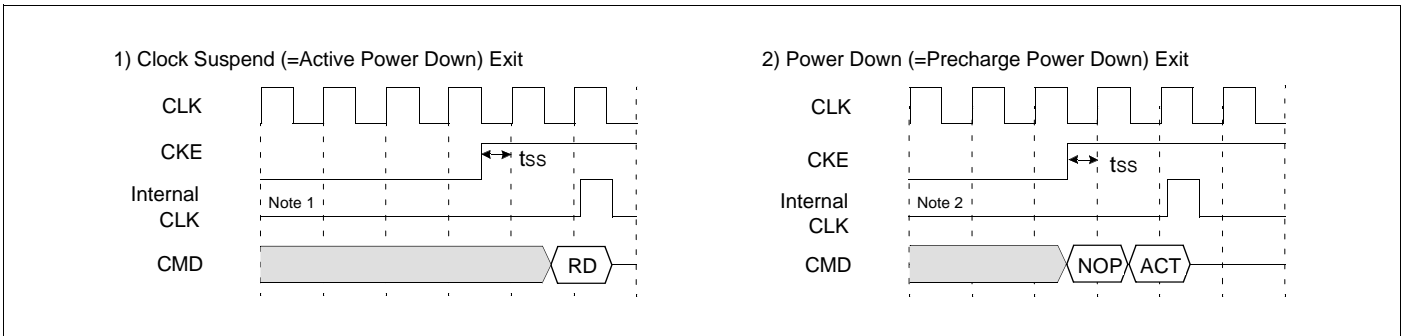 1) Clock Suspend (=Active Power Down) Exit
CLK
CKE
tSS
Internal
CLK
Note 1
CMD
RD
2) Power Down (=Precharge Power Down) Exit
CLK
CKE
tSS
Internal
CLK
Note 2
CMD
NOP
ACT